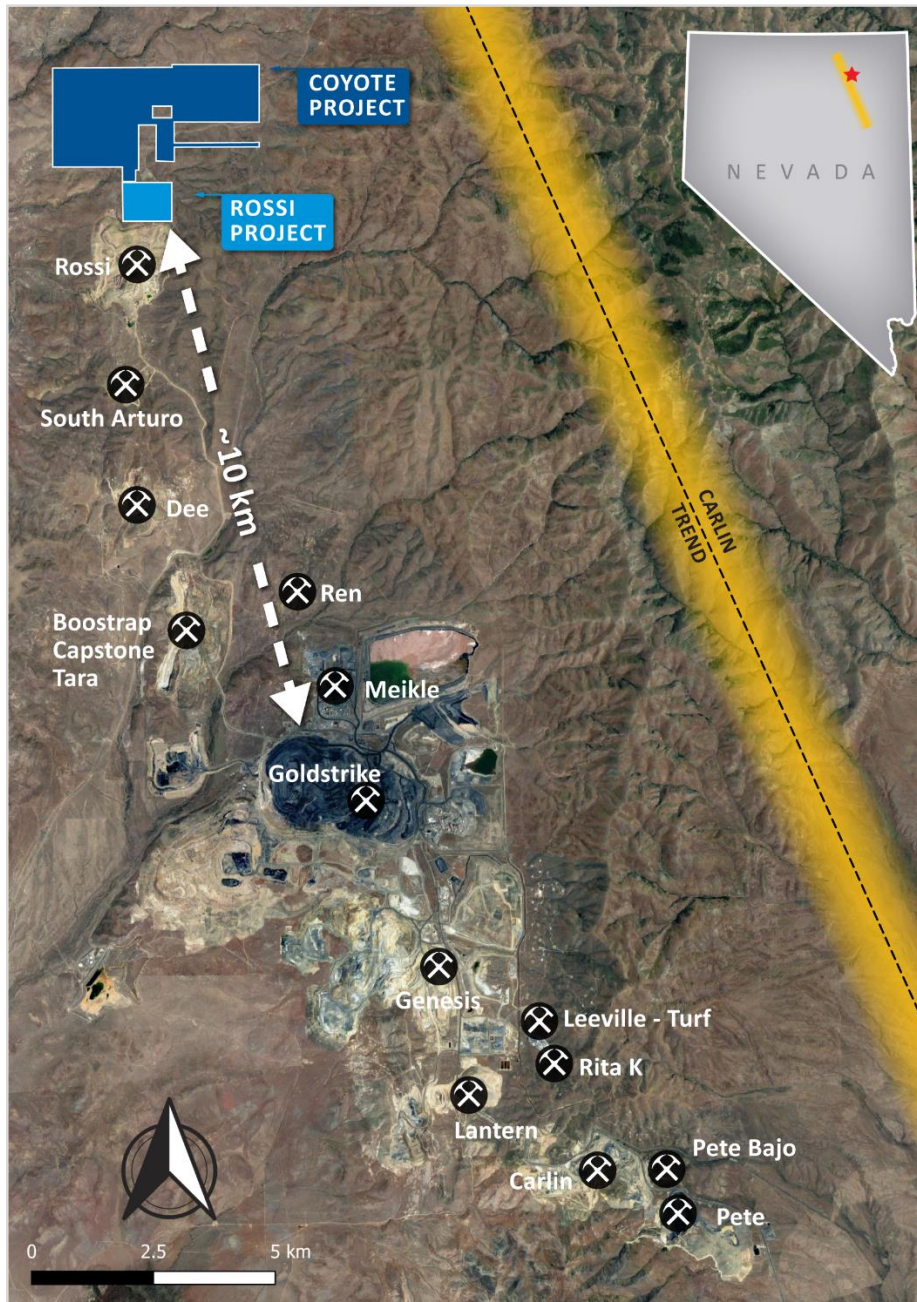 COYOTE
PROJECT
ROSSI
PROJECT
NEVADA
Rossi
South Arturo
~10 km
Dee
CARLIN
TREND
Ren
Boostrap
Capstone
Tara
Meikle
Goldstrike
Genesis
Leeville - Turf
Rita K
Lantern
Pete Bajo
Carlin
Pete
0 2.5 5 km